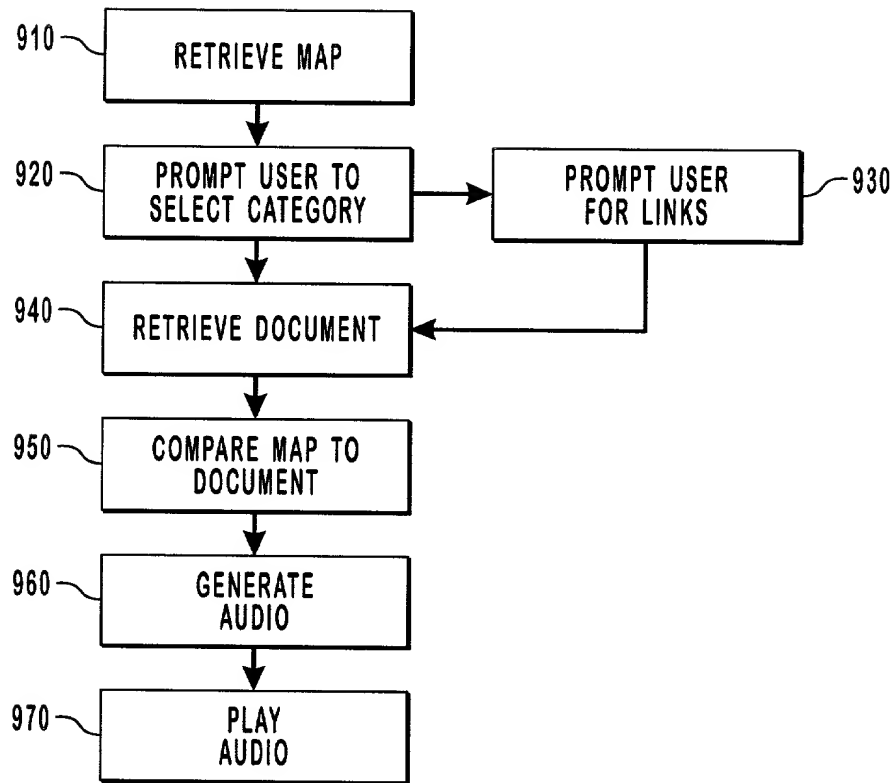 910
RETRIEVE MAP
920
PROMPT USER TO
SELECT CATEGORY
PROMPT USER
FOR LINKS
930
940
RETRIEVE DOCUMENT
950
COMPARE MAP TO
DOCUMENT
960
GENERATE
AUDIO
970
PLAY
AUDIO